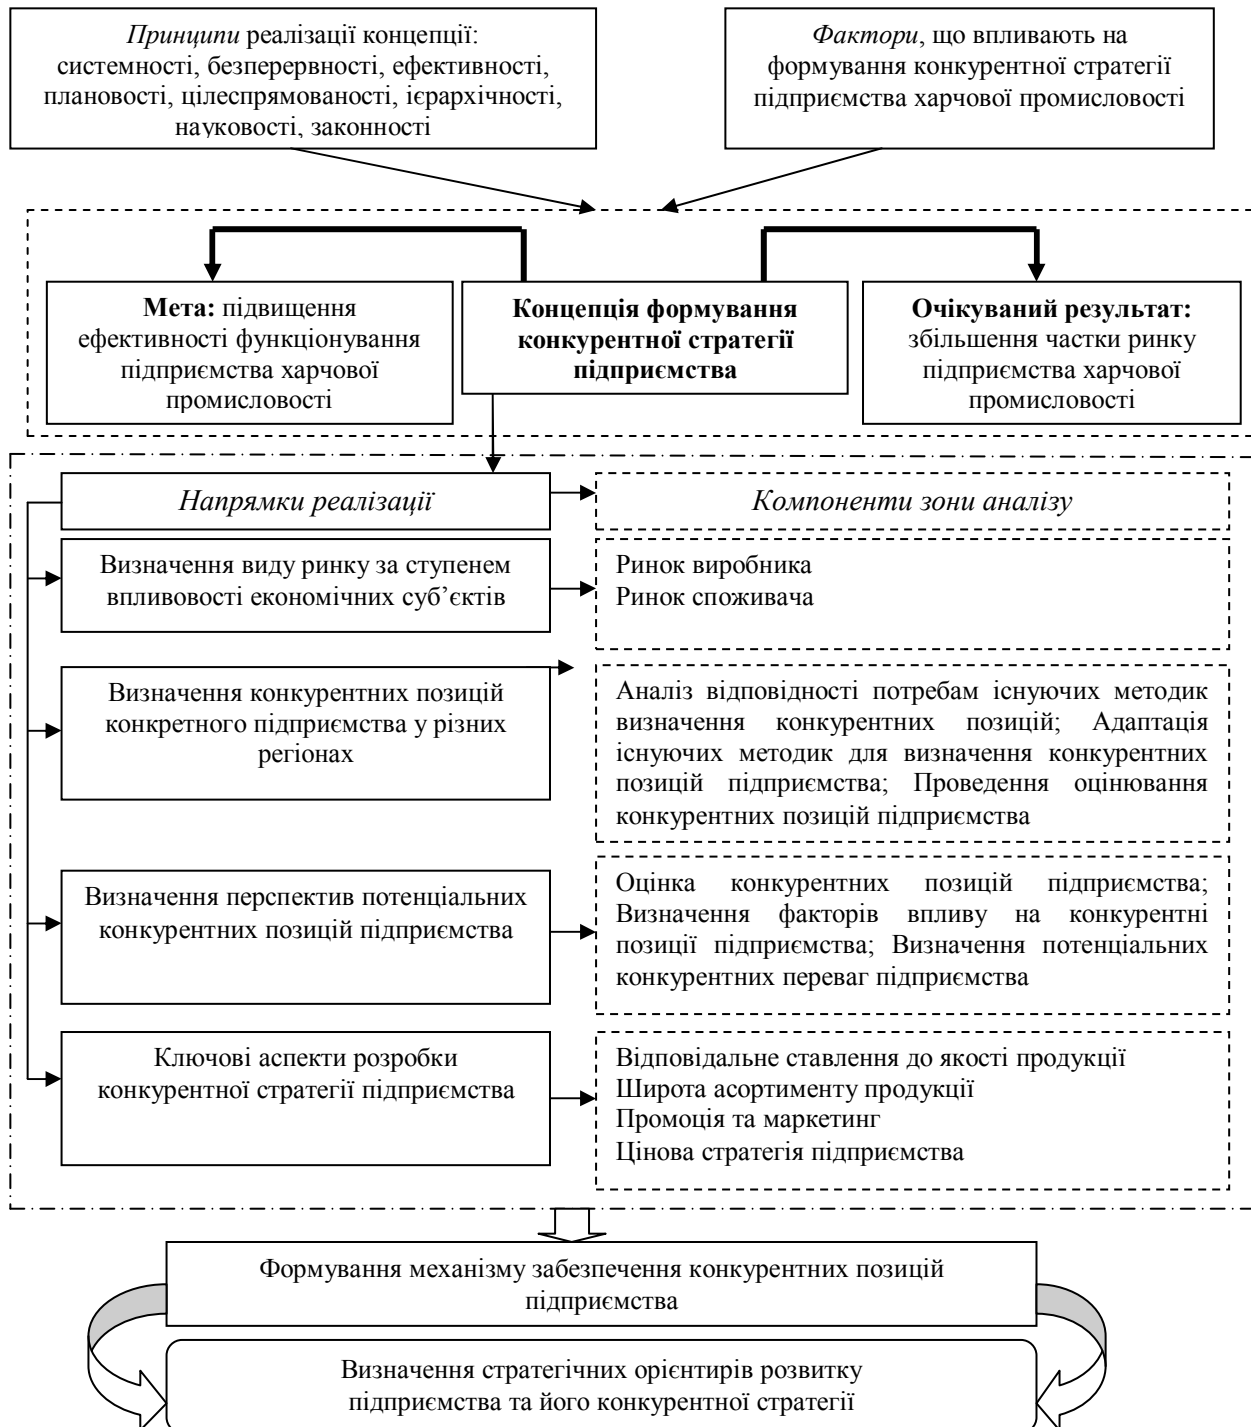 Принципи реалізації концепції:
системності, безперервності, ефективності,
плановості, цілеспрямованості, ієрархічності,
науковості, законності
Фактори, що впливають на
формування конкурентної стратегії
підприємства харчової промисловості
Мета: підвищення
ефективності функціонування
підприємства харчової
промисловості
Концепція формування
конкурентної стратегії
підприємства
Очікуваний результат:
збільшення частки ринку
підприємства харчової
промисловості
Напрямки реалізації
Компоненти зони аналізу
Визначення виду ринку за ступенем
впливовості економічних суб’єктів
Ринок виробника
Ринок споживача
Визначення конкурентних позицій
конкретного підприємства у різних
регіонах
Аналіз відповідності потребам існуючих методик
визначення конкурентних позицій; Адаптація
існуючих методик для визначення конкурентних
позицій підприємства; Проведення оцінювання
конкурентних позицій підприємства
Визначення перспектив потенціальних
конкурентних позицій підприємства
Оцінка конкурентних позицій підприємства;
Визначення факторів впливу на конкурентні
позиції підприємства; Визначення потенціальних
конкурентних переваг підприємства
Ключові аспекти розробки
конкурентної стратегії підприємства
Відповідальне ставлення до якості продукції
Широта асортименту продукції
Промоція та маркетинг
Цінова стратегія підприємства
Формування механізму забезпечення конкурентних позицій
підприємства
Визначення стратегічних орієнтирів розвитку
підприємства та його конкурентної стратегії